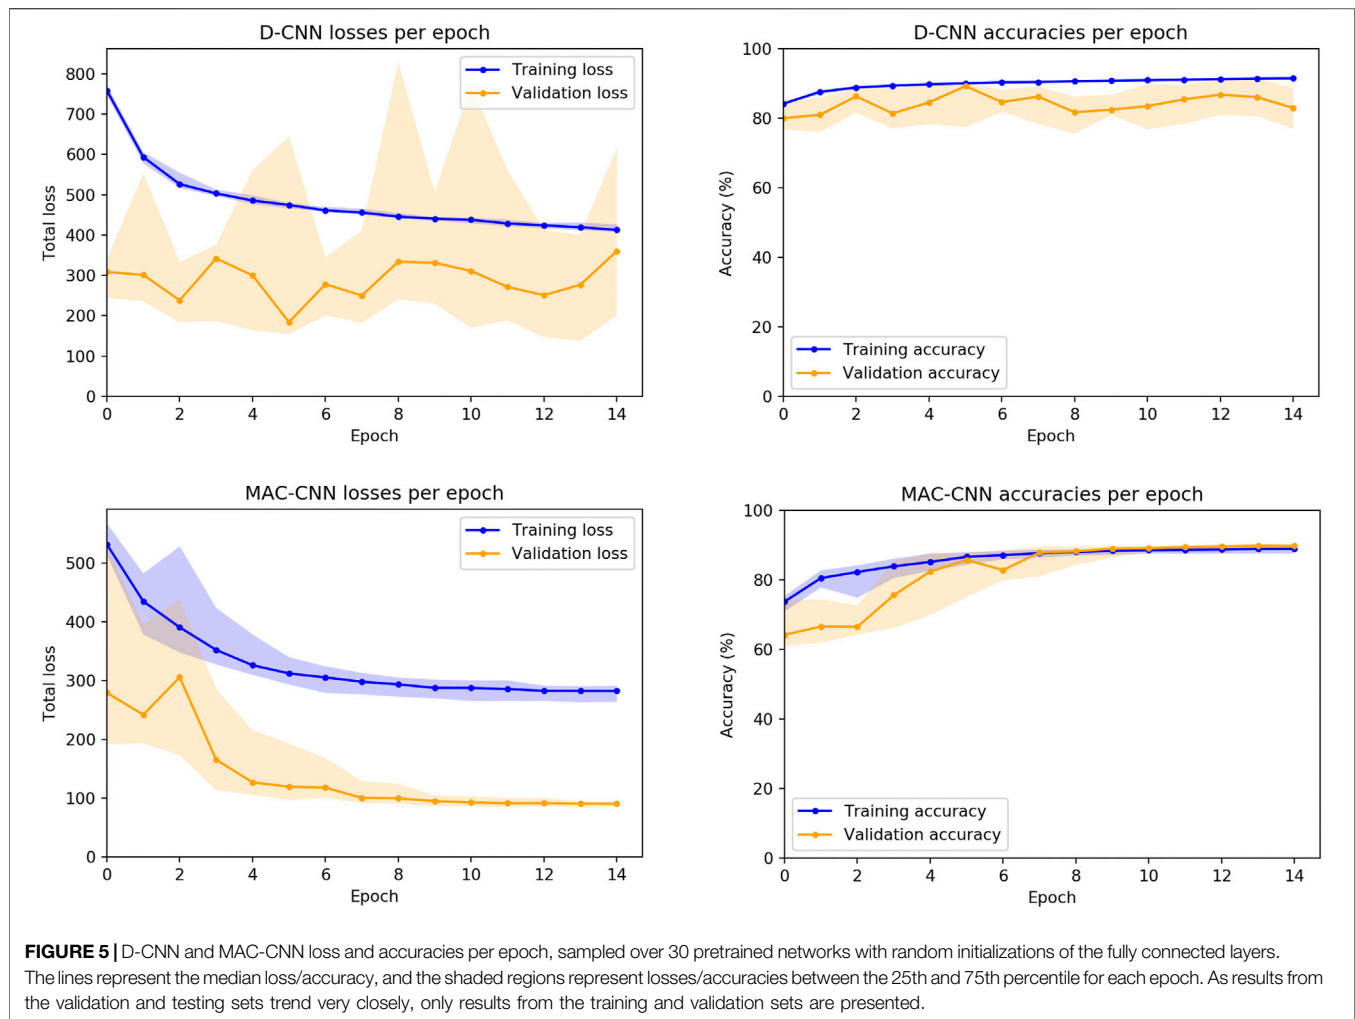 D-CNN losses per epoch
Total loss
800
700
600
500
400
300
200
100
0
Training loss
Validation loss
0 2 4 6 8 10 12 14
Epoch
D-CNN accuracies per epoch
Accuracy (%)
100
80
60
40
20
0
Training accuracy
Validation accuracy
0 2 4 6 8 10 12 14
Epoch
MAC-CNN losses per epoch
Total loss
500
400
300
200
100
0
Training loss
Validation loss
0 2 4 6 8 10 12 14
Epoch
MAC-CNN accuracies per epoch
Accuracy (%)
100
80
60
40
20
0
Training accuracy
Validation accuracy
0 2 4 6 8 10 12 14
Epoch
FIGURE 5 | D-CNN and MAC-CNN loss and accuracies per epoch, sampled over 30 pretrained networks with random initializations of the fully connected layers.
The lines represent the median loss/accuracy, and the shaded regions represent losses/accuracies between the 25th and 75th percentile for each epoch. As results from
the validation and testing sets trend very closely, only results from the training and validation sets are presented.